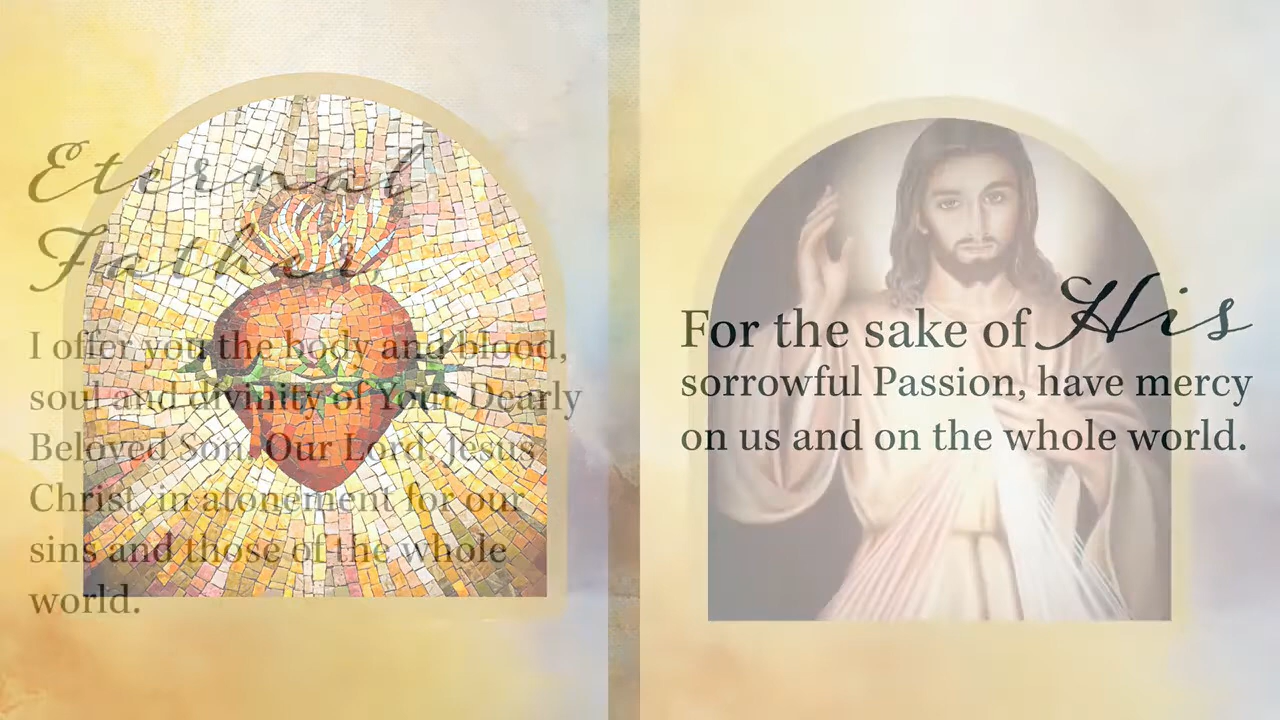 Eternal
Father
I offer you the body and blood,
soul and divinity of Your Dearly
Beloved Son, Our Lord, Jesus
Christ, in atonement for our
sins and those of the whole
world.
For the sake of His
sorrowful Passion, have mercy
on us and on the whole world.